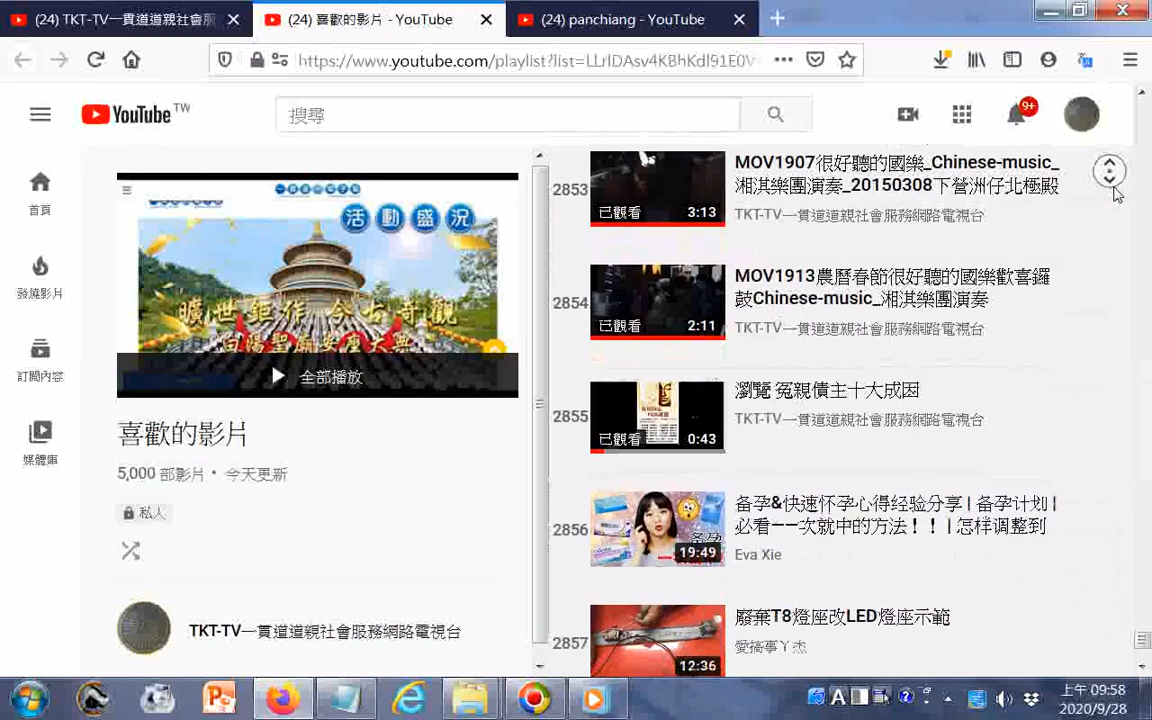 (24) TKT-TV一貫道道親社會服
(24) 喜歡的影片 - YouTube
(24) panchiang - YouTube
https://www.youtube.com/playlist?list=LLrIDAsv4KBhKdl91E0V
YouTube TW
搜尋
9+
首頁
發燒影片
訂閱內容
媒體庫
活動盛況
曠世鉅作 今古奇觀
白陽聖廟安座大典
全部播放
喜歡的影片
5,000 部影片・今天更新
私人
TKT-TV一貫道道親社會服務網路電視台
2853
已觀看
3:13
MOV1907很好聽的國樂_Chinese-music_
湘淇樂團演奏_20150308下營洲仔北極殿
TKT-TV一貫道道親社會服務網路電視台
2854
已觀看
2:11
MOV1913農曆春節很好聽的國樂歡喜鑼
鼓Chinese-music_湘淇樂團演奏
TKT-TV一貫道道親社會服務網路電視台
2855
已觀看
0:43
瀏覽 冤親債主十大成因
TKT-TV一貫道道親社會服務網路電視台
2856
19:49
备孕&快速怀孕心得经验分享 | 备孕计划 |
必看——次就中的方法！！ | 怎样调整到
Eva Xie
2857
12:36
廢棄T8燈座改LED燈座示範
愛搞事丫杰
上午 09:58
2020/9/28